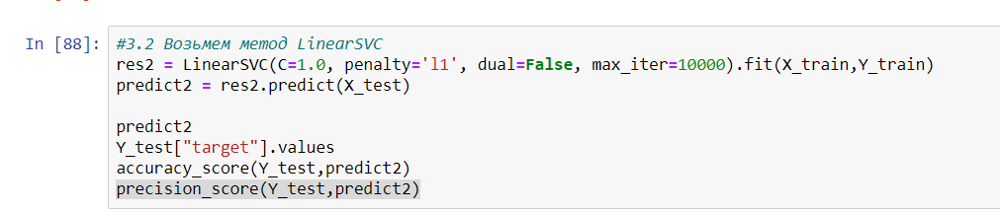 In [88]: #3.2 Возьмем метод LinearSVC
res2 = LinearSVC(C=1.0, penalty='l1', dual=False, max_iter=10000).fit(X_train,Y_train)
predict2 = res2.predict(X_test)
predict2
Y_test["target"].values
accuracy_score(Y_test,predict2)
precision_score(Y_test,predict2)